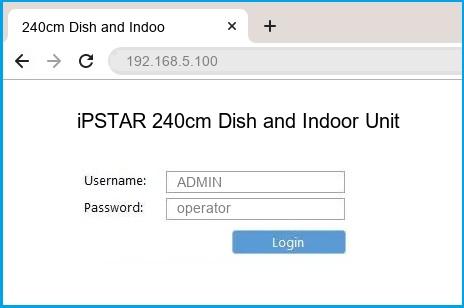 240cm Dish and Indoo
192.168.5.100
iPSTAR 240cm Dish and Indoor Unit
Username: ADMIN
Password: operator
Login